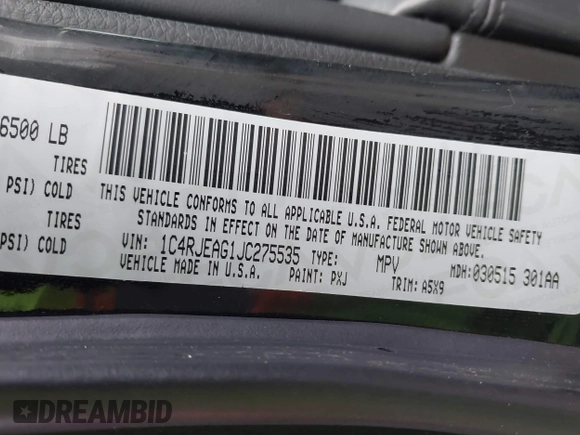 6500 LB
TIRES
PSI) COLD
TIRES
PSI) COLD
THIS VEHICLE CONFORMS TO ALL APPLICABLE U.S.A. FEDERAL MOTOR VEHICLE SAFETY
STANDARDS IN EFFECT ON THE DATE OF MANUFACTURE SHOWN ABOVE.
VIN: 1C4RJEAG1JC275535 TYPE: MPV MDH:030515 301AA
VEHICLE MADE IN U.S.A. PAINT: PXJ TRIM: A5X9
DREAMBID